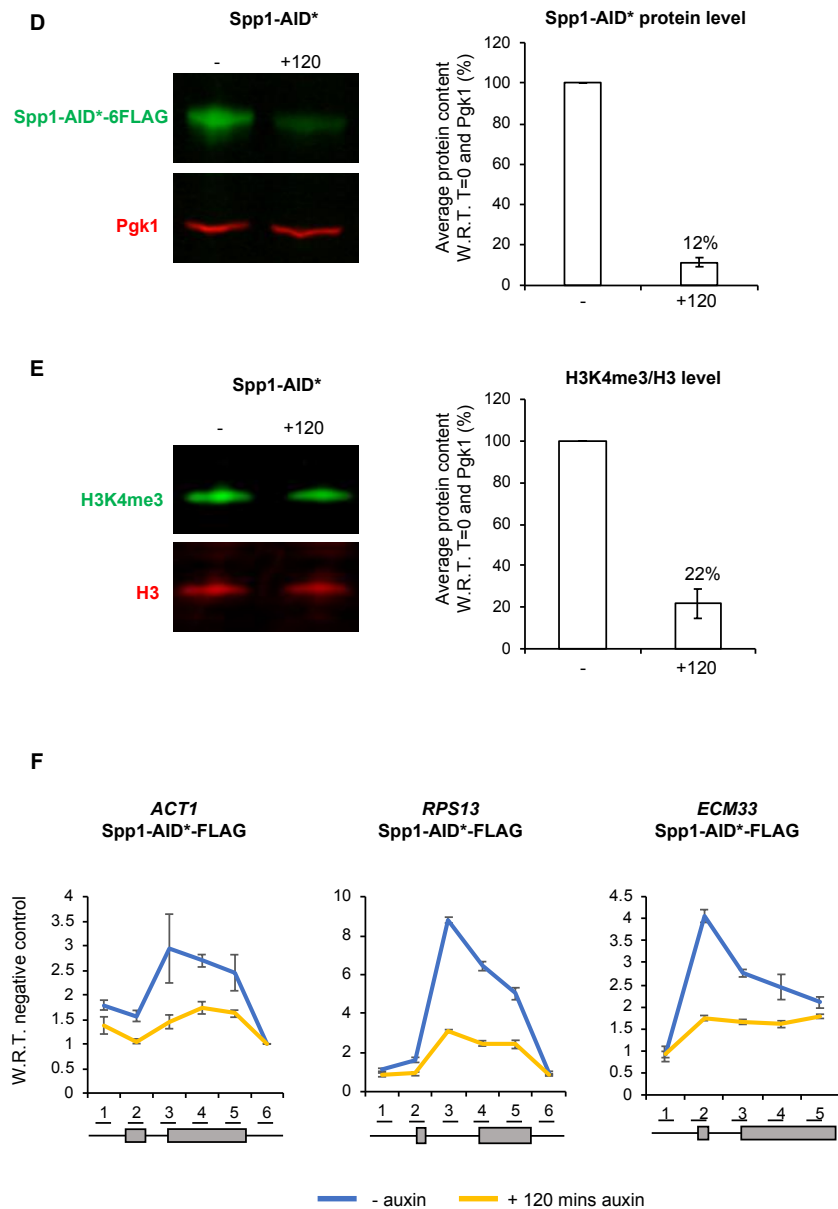 D
Spp1-AID*
- +120
Spp1-AID*-6FLAG
Pgk1
Spp1-AID* protein level
Average protein content
W.R.T. T=0 and Pgk1 (%)
120
100
80
60
40
20
0
12%
- +120
E
Spp1-AID*
- +120
H3K4me3
H3
H3K4me3/H3 level
Average protein content
W.R.T. T=0 and Pgk1 (%)
120
100
80
60
40
20
0
22%
- +120
F
ACT1
Spp1-AID*-FLAG
W.R.T. negative control
4
3.5
3
2.5
2
1.5
1
0.5
0
1 2 3 4 5 6
RPS13
Spp1-AID*-FLAG
10
8
6
4
2
0
1 2 3 4 5 6
ECM33
Spp1-AID*-FLAG
4.5
4
3.5
3
2.5
2
1.5
1
0.5
0
1 2 3 4 5
- auxin + 120 mins auxin